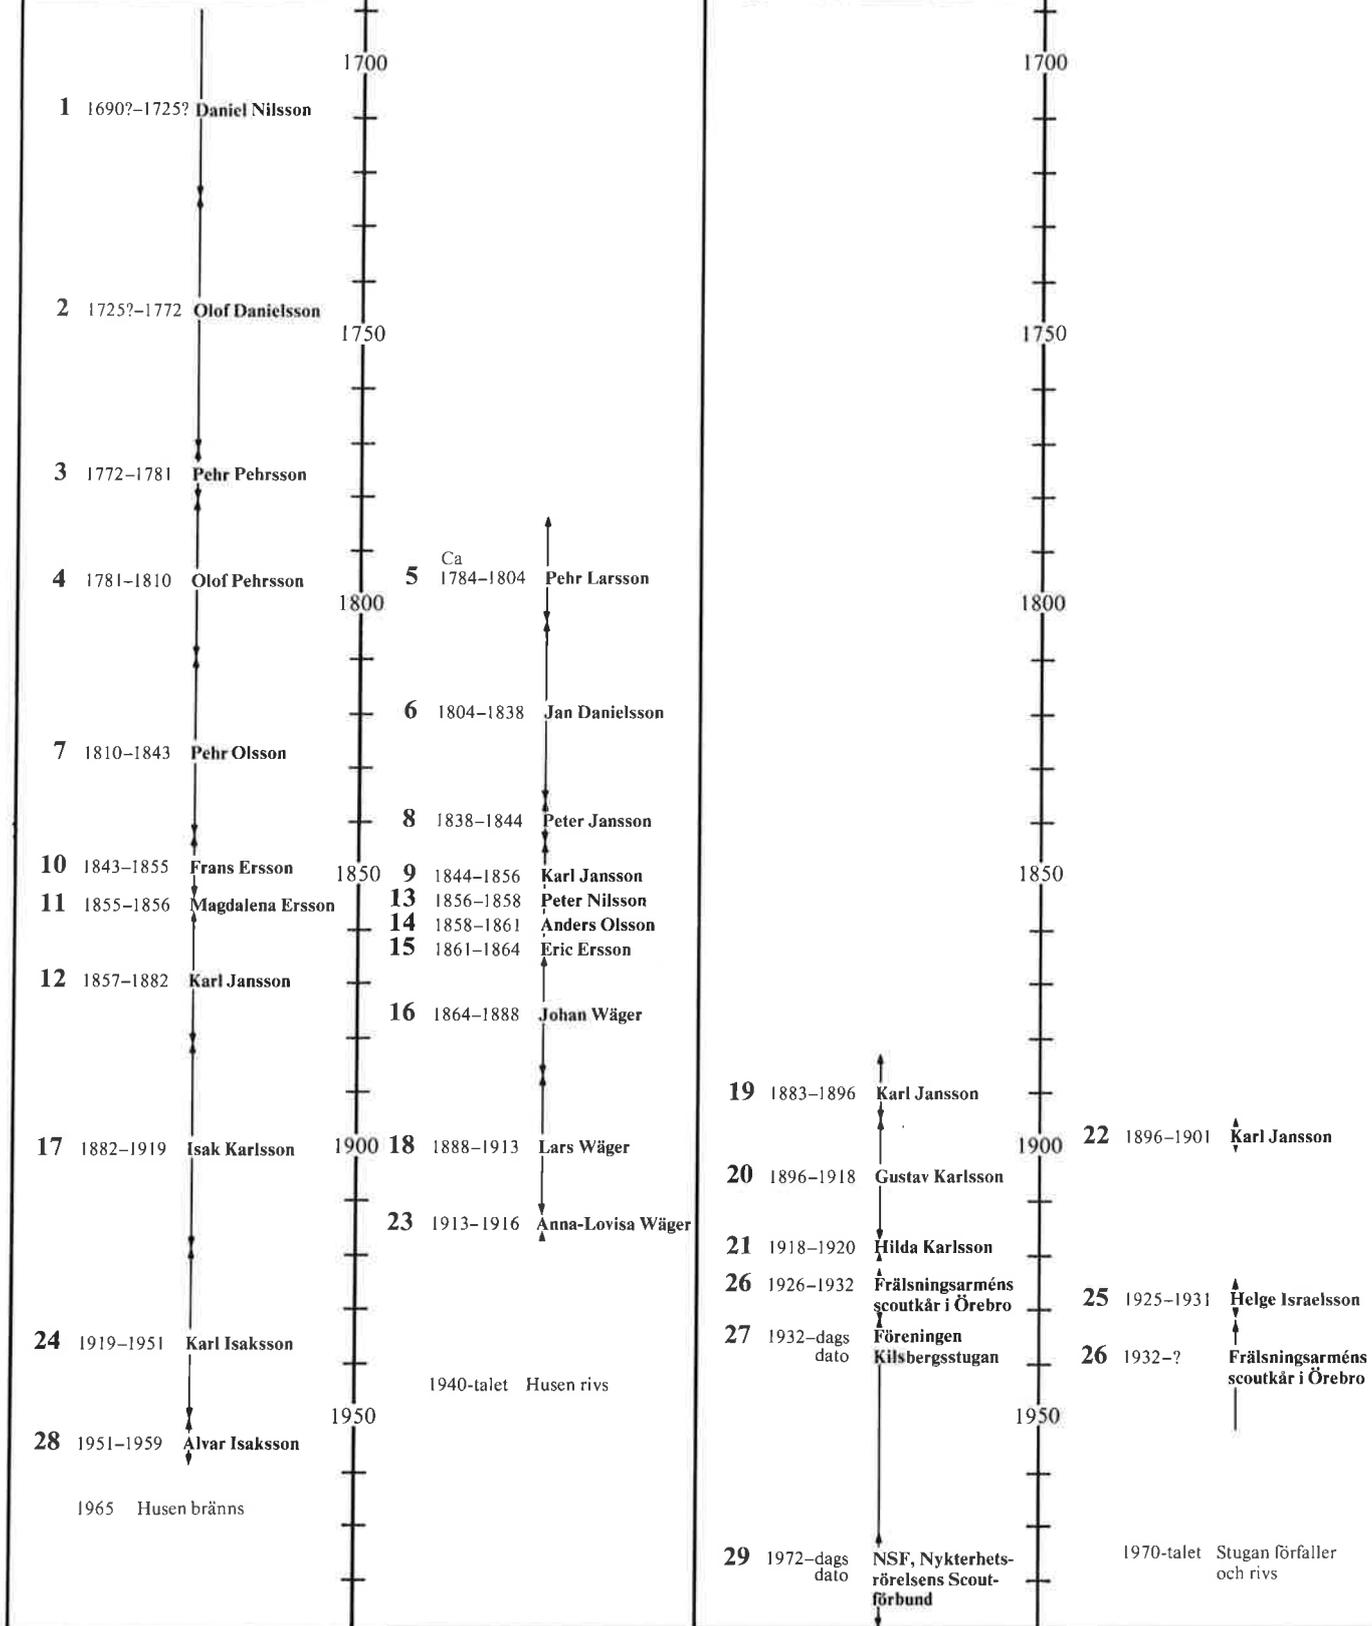 1700
1 1690?–1725? Daniel Nilsson
2 1725?–1772 Olof Danielsson
1750
3 1772–1781 Pehr Pehrsson
4 1781–1810 Olof Pehrsson
Ca
5 1784–1804 Pehr Larsson
1800
6 1804–1838 Jan Danielsson
7 1810–1843 Pehr Olsson
8 1838–1844 Peter Jansson
10 1843–1855 Frans Ersson
1850
9 1844–1856 Karl Jansson
11 1855–1856 Magdalena Ersson
13 1856–1858 Peter Nilsson
14 1858–1861 Anders Olsson
15 1861–1864 Eric Ersson
12 1857–1882 Karl Jansson
16 1864–1888 Johan Wäger
17 1882–1919 Isak Karlsson
1900
18 1888–1913 Lars Wäger
23 1913–1916 Anna-Lovisa Wäger
24 1919–1951 Karl Isaksson
1940-talet Husen rivs
1950
28 1951–1959 Alvar Isaksson
1965 Husen bränns
1700
1750
1800
1850
19 1883–1896 Karl Jansson
22 1896–1901 Karl Jansson
1900
20 1896–1918 Gustav Karlsson
21 1918–1920 Hilda Karlsson
26 1926–1932 Frälsningsarméns
scoutkår i Örebro
25 1925–1931 Helge Israelsson
27 1932–dags Föreningen
dato Kilsbergsstugan
26 1932–? Frälsningsarméns
scoutkår i Örebro
1950
29 1972–dags NSF, Nykterhets-
dato rörelsens Scout-
förbund
1970-talet Stugan förfaller
och rivs